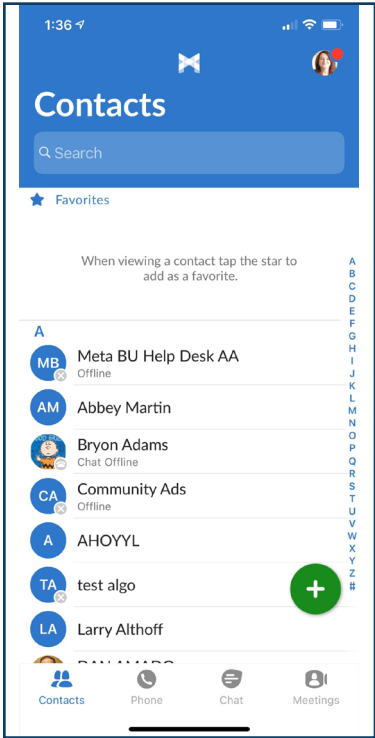 1:36
Contacts
Search
Favorites
When viewing a contact tap the star to
add as a favorite.
A
MB
Meta BU Help Desk AA
Offline
AM
Abbey Martin
Bryon Adams
Chat Offline
CA
Community Ads
Offline
A
AHOYYL
TA
test algo
LA
Larry Althoff
DAN AMADO
A
B
C
D
E
F
G
H
I
J
K
L
M
N
O
P
Q
R
S
T
U
V
W
X
Y
Z
#
+
Contacts
Phone
Chat
Meetings